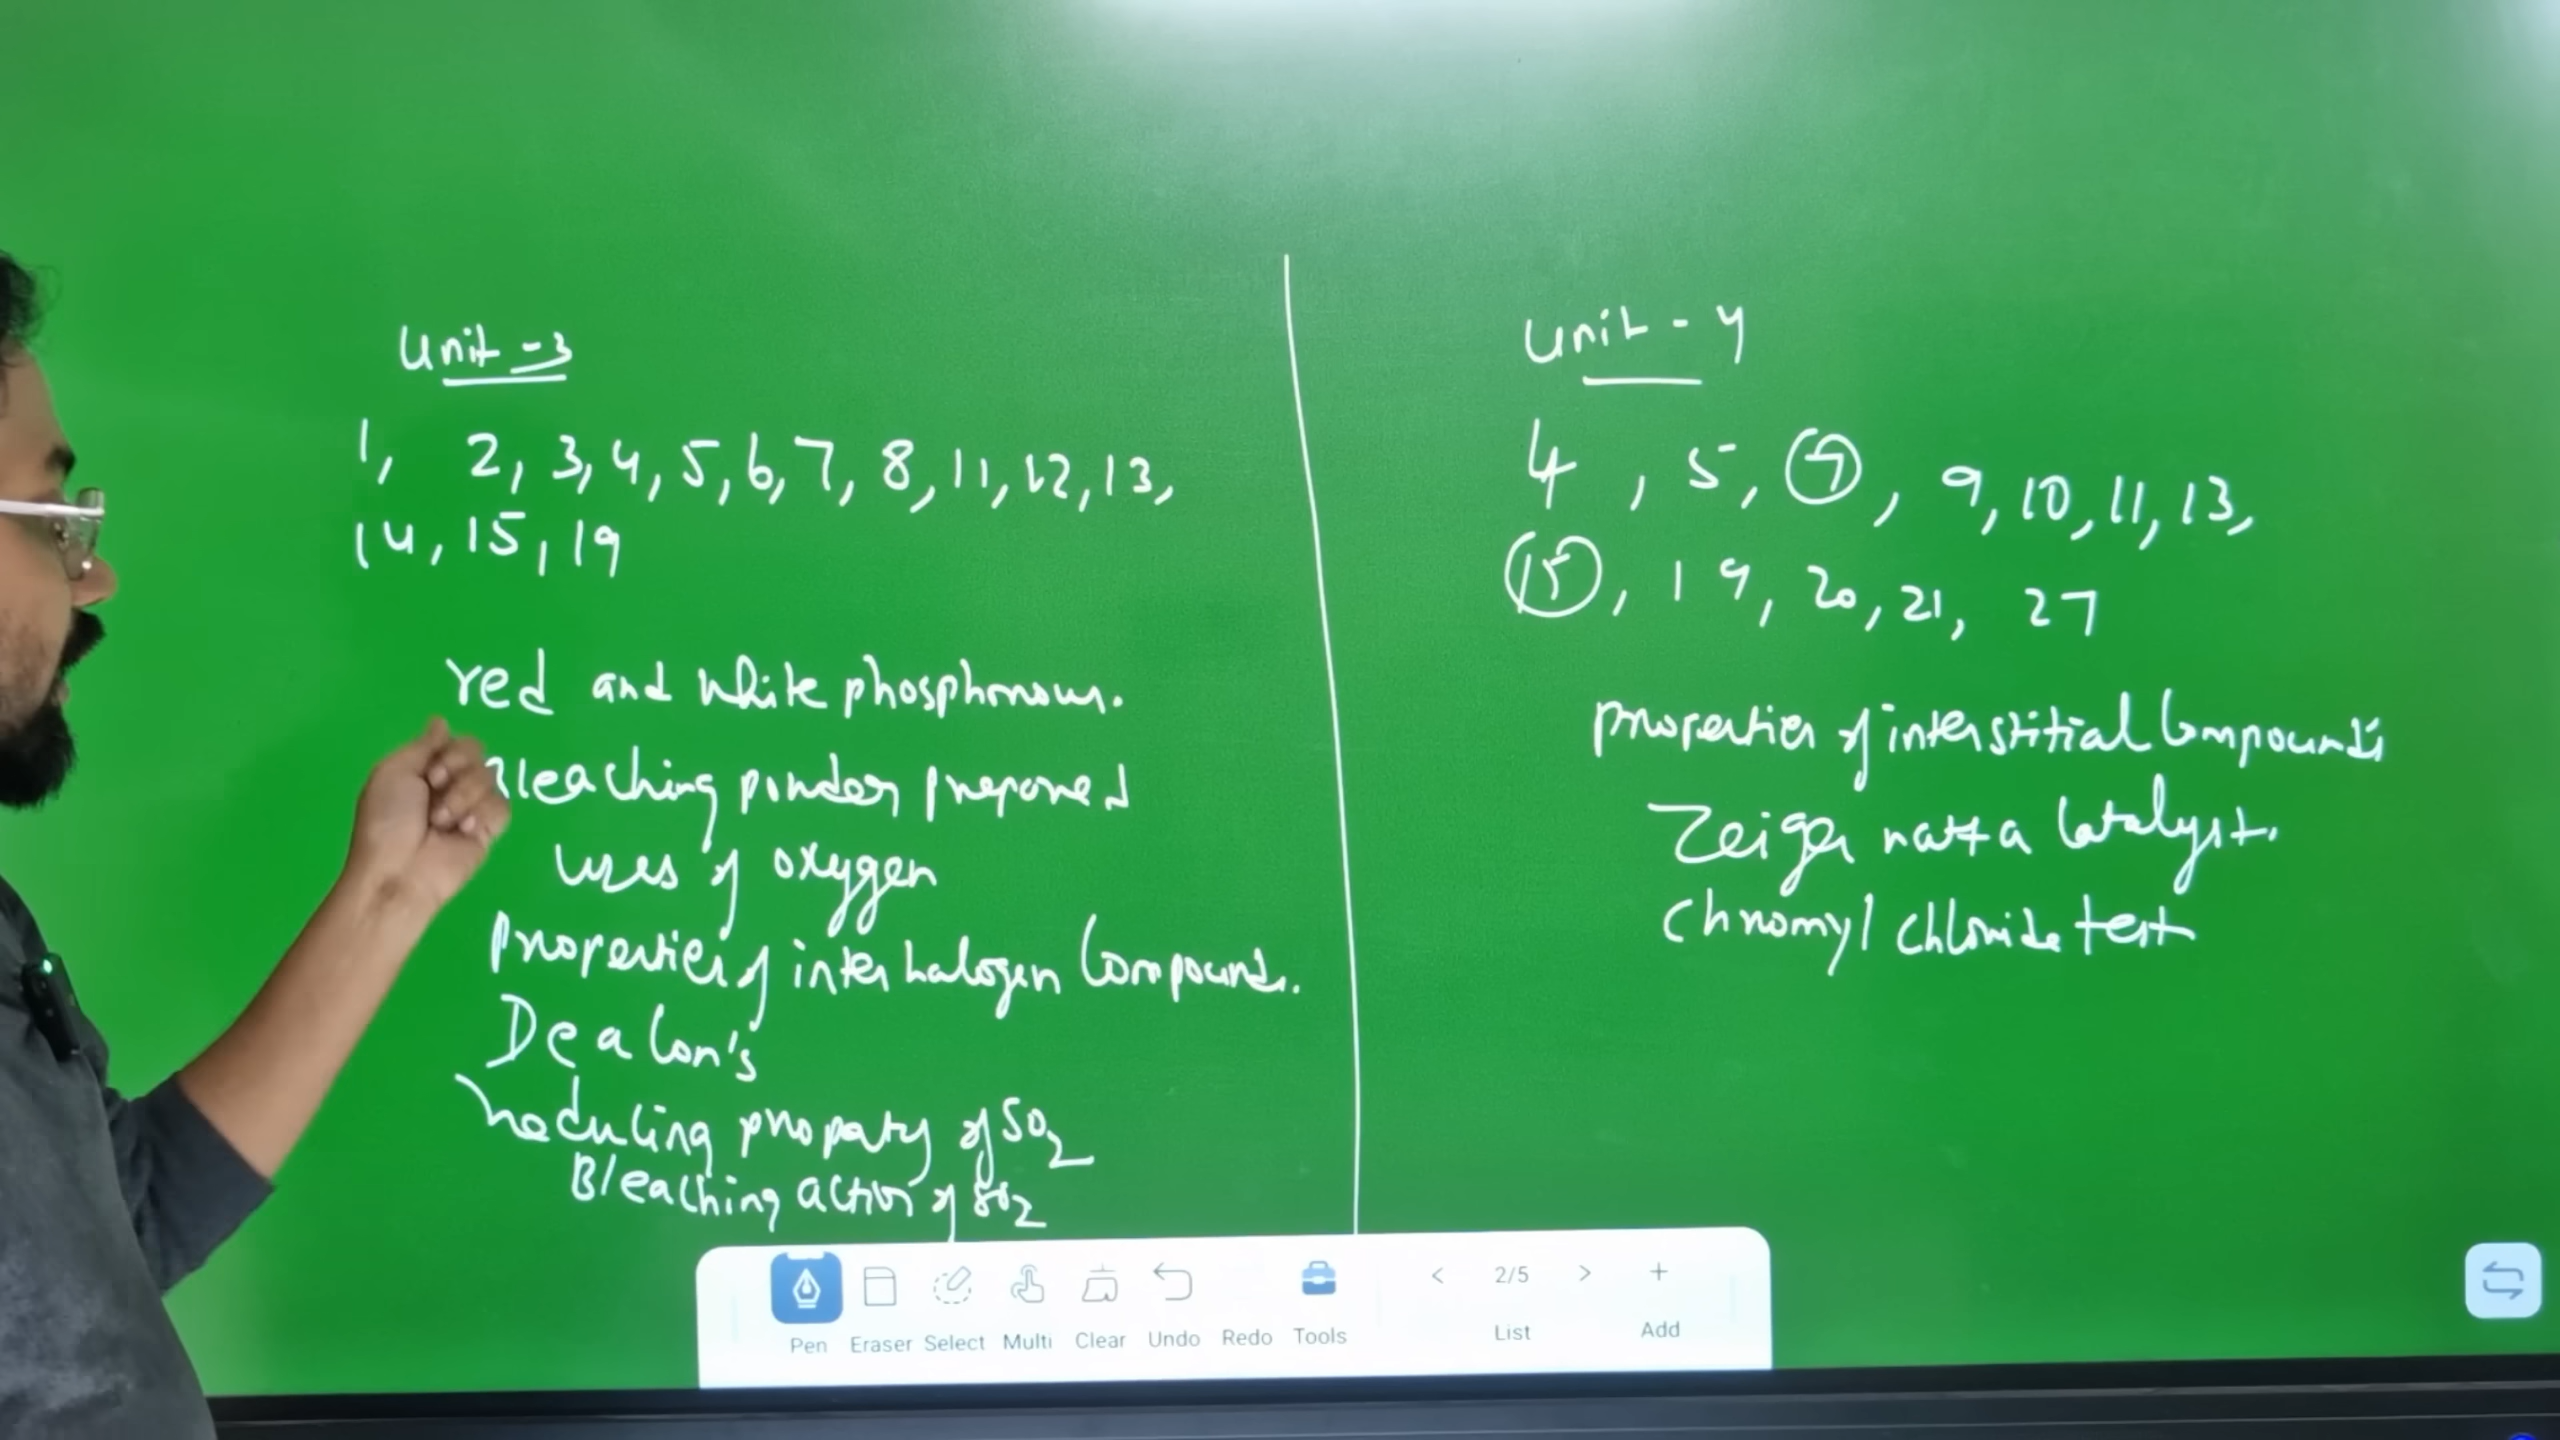 Unit -3
1, 2, 3, 4, 5, 6, 7, 8, 11, 12, 13,
14, 15, 19
red and white phosphorous.
Bleaching powder prepared
uses of oxygen
properties of inter halogen Compounds.
Deacon's
reducing property of SO2
Bleaching action of SO2
Unit - 4
4, 5, 7, 9, 10, 11, 13,
15, 19, 20, 21, 27
properties of interstitial Compounds
Zeiger natta Catalyst.
Chromyl chloride test
Pen Eraser Select Multi Clear Undo Redo Tools
< 2/5 > +
List Add